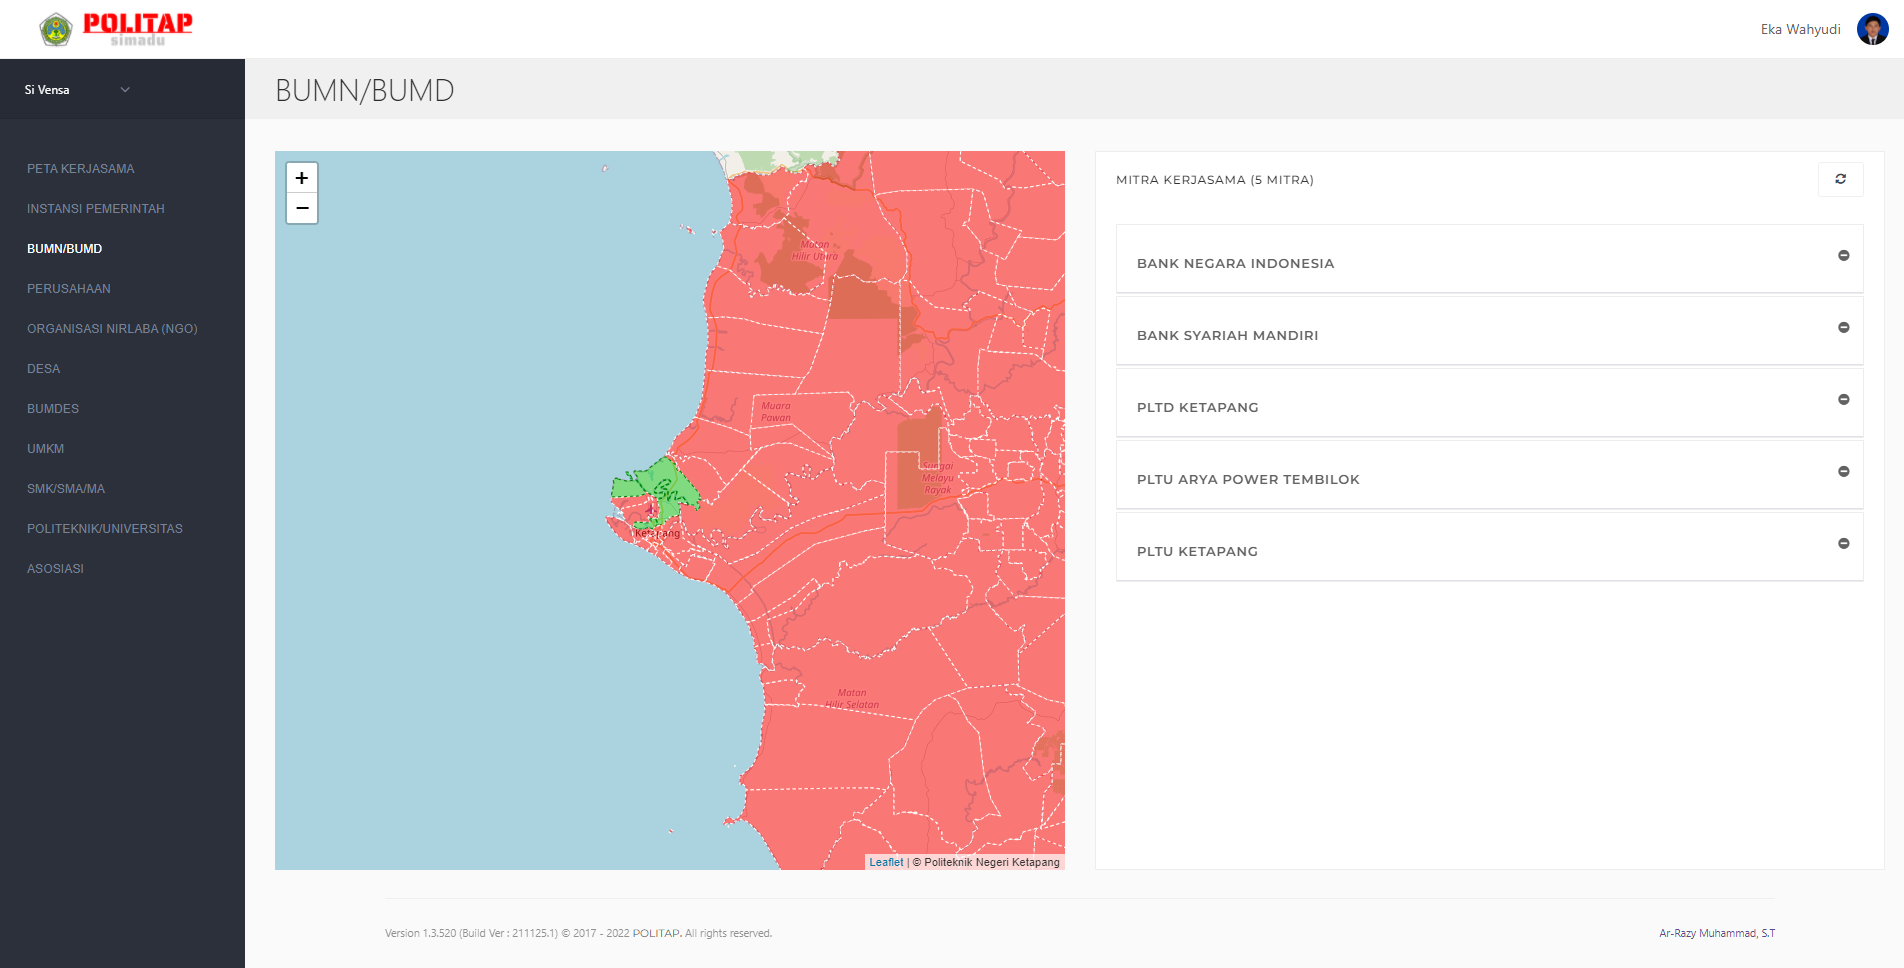 POLITAP
simadu
Eka Wahyudi
Si Vensa
BUMN/BUMD
PETA KERJASAMA
INSTANSI PEMERINTAH
BUMN/BUMD
PERUSAHAAN
ORGANISASI NIRLABA (NGO)
DESA
BUMDES
UMKM
SMK/SMA/MA
POLITEKNIK/UNIVERSITAS
ASOSIASI
+
−
Matan
Hilir Utara
Muara
Pawan
Sungai
Melayu
Rayak
Ketapang
Matan
Hilir Selatan
Leaflet | © Politeknik Negeri Ketapang
MITRA KERJASAMA (5 MITRA)
BANK NEGARA INDONESIA
BANK SYARIAH MANDIRI
PLTD KETAPANG
PLTU ARYA POWER TEMBILOK
PLTU KETAPANG
Version 1.3.520 (Build Ver : 211125.1) © 2017 - 2022 POLITAP. All rights reserved.
Ar-Razy Muhammad, S.T